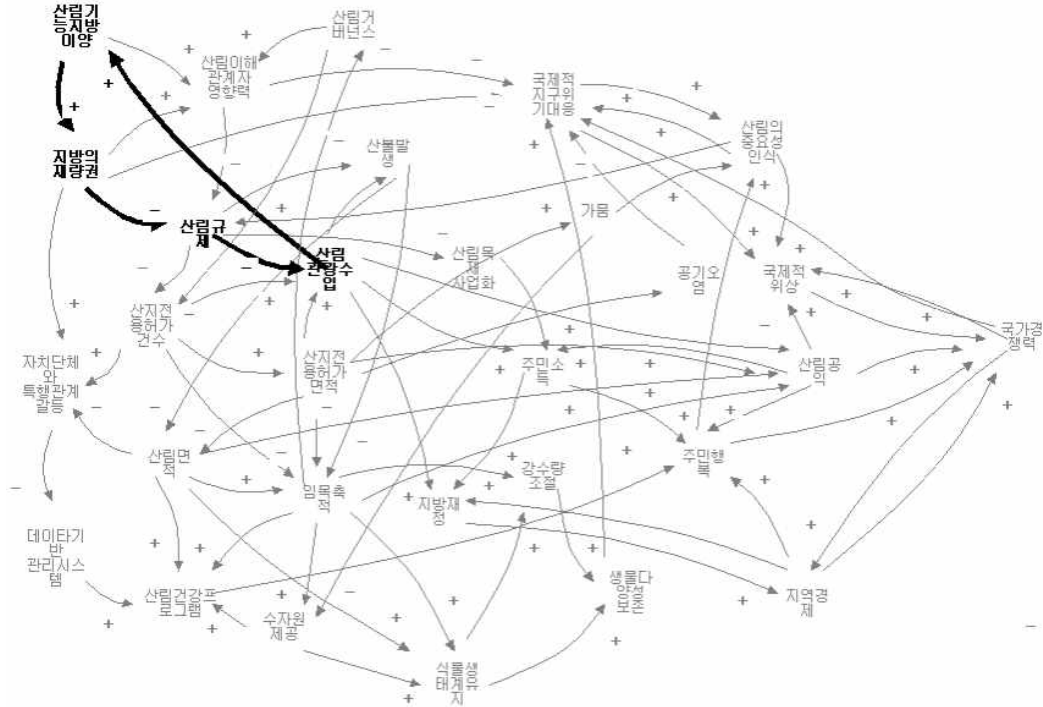 산림기
능지방
이양
산림거
버넌스
산림이해
관계자
영향력
국제적
지구위
기대응
산림의
중요성
인식
지방의
재량권
산불발
생
산림규
제
가뭄
산림
관광수
입
산림목
재
사업화
공기오
염
국제적
위상
산지전
용허가
건수
국가경
쟁력
자치단체
와
특행관계
갈등
산지전
용허가
면적
주민소
득
산림공
익
산림면
적
임목축
적
강수량
조절
지방재
정
주민행
복
데이타기
반
관리시스
템
산림건강프
로그램
수자원
제공
생물다
양성
보존
지역경
제
식물생
태계유
지